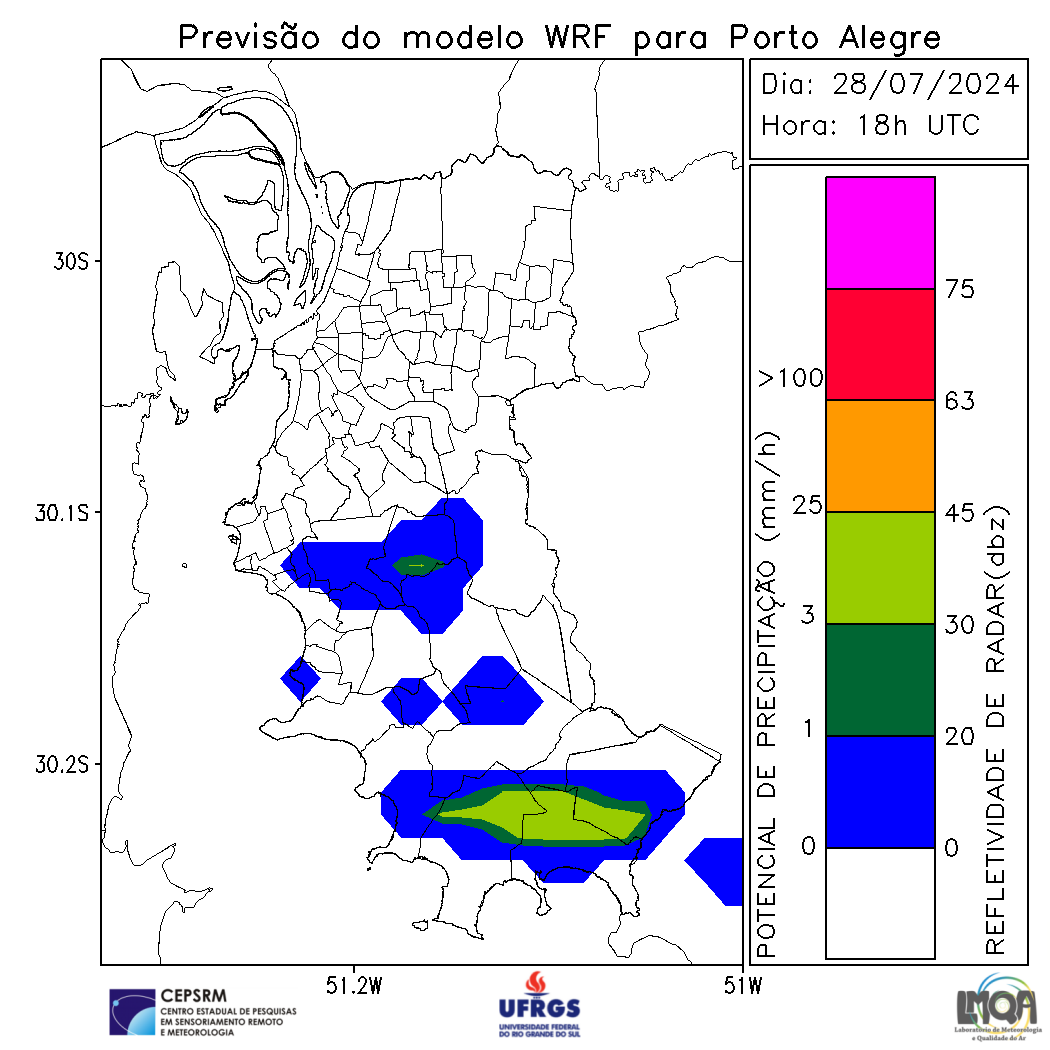 Previsão do modelo WRF para Porto Alegre
Dia: 28/07/2024
Hora: 18h UTC
30S
30.1S
30.2S
51.2W
51W
POTENCIAL DE PRECIPITAÇÃO (mm/h)
>100
25
3
1
0
75
63
45
30
20
0
REFLETIVIDADE DE RADAR(dbz)
CEPSRM
CENTRO ESTADUAL DE PESQUISAS
EM SENSORIAMENTO REMOTO
E METEOROLOGIA
UFRGS
UNIVERSIDADE FEDERAL
DO RIO GRANDE DO SUL
LMQA
Laboratório de Meteorologia
e Qualidade do Ar